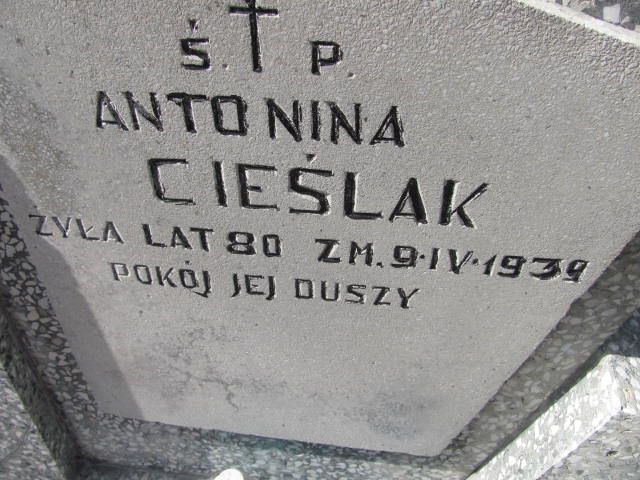 Ś. † P.
ANTONINA
CIEŚLAK
ŻYŁA LAT 80 ZM. 9·IV·1939
POKÓJ JEJ DUSZY